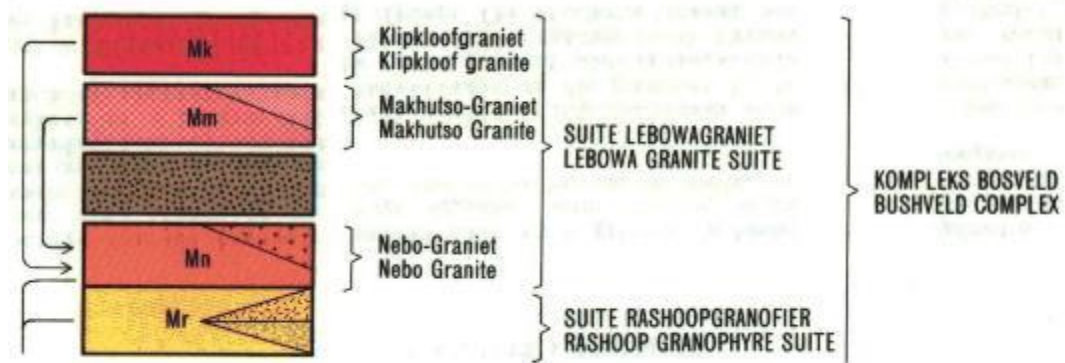 Mk
Klipkloofgraniet
Klipkloof granite
Mm
Makhutso-Graniet
Makhutso Granite
SUITE LEBOWAGRANIET
LEBOWA GRANITE SUITE
KOMPLEKS BOSVELD
BUSHVELD COMPLEX
Mn
Nebo-Graniet
Nebo Granite
Mr
SUITE RASHOOPGRANOFIER
RASHOOP GRANOPHYRE SUITE